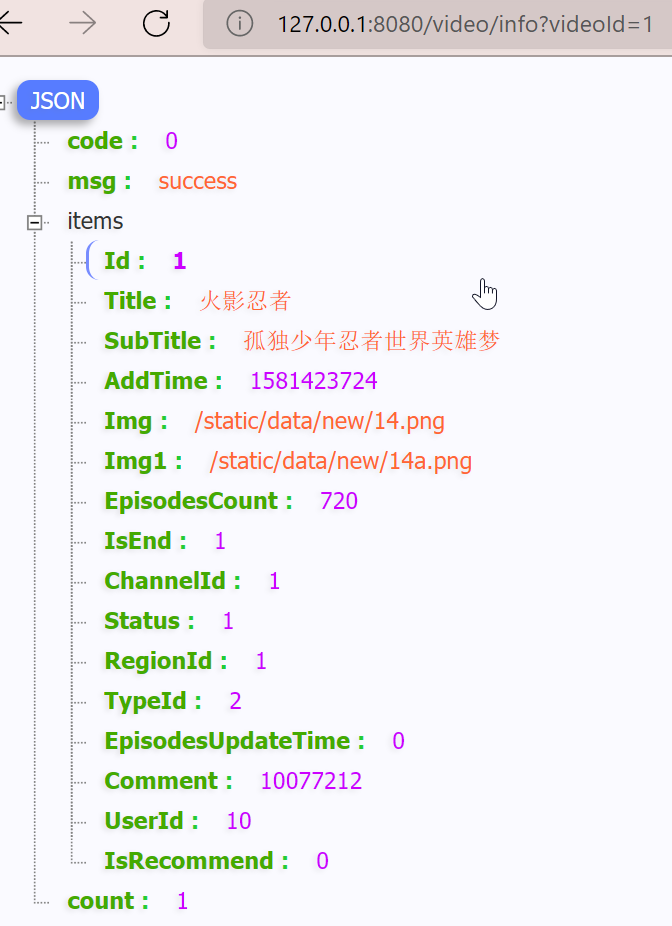 127.0.0.1:8080/video/info?videoId=1
JSON
code : 0
msg : success
items
Id : 1
Title : 火影忍者
SubTitle : 孤独少年忍者世界英雄梦
AddTime : 1581423724
Img : /static/data/new/14.png
Img1 : /static/data/new/14a.png
EpisodesCount : 720
IsEnd : 1
ChannelId : 1
Status : 1
RegionId : 1
TypeId : 2
EpisodesUpdateTime : 0
Comment : 10077212
UserId : 10
IsRecommend : 0
count : 1